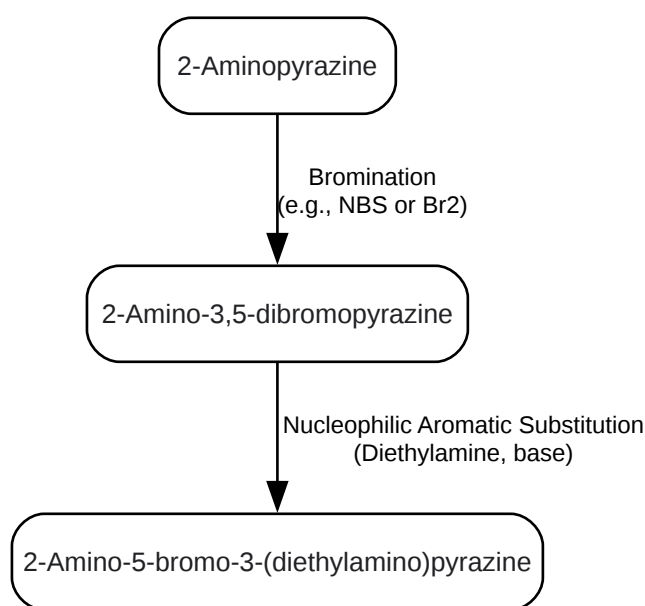 2-Aminopyrazine
Bromination
(e.g., NBS or Br2)
2-Amino-3,5-dibromopyrazine
Nucleophilic Aromatic Substitution
(Diethylamine, base)
2-Amino-5-bromo-3-(diethylamino)pyrazine